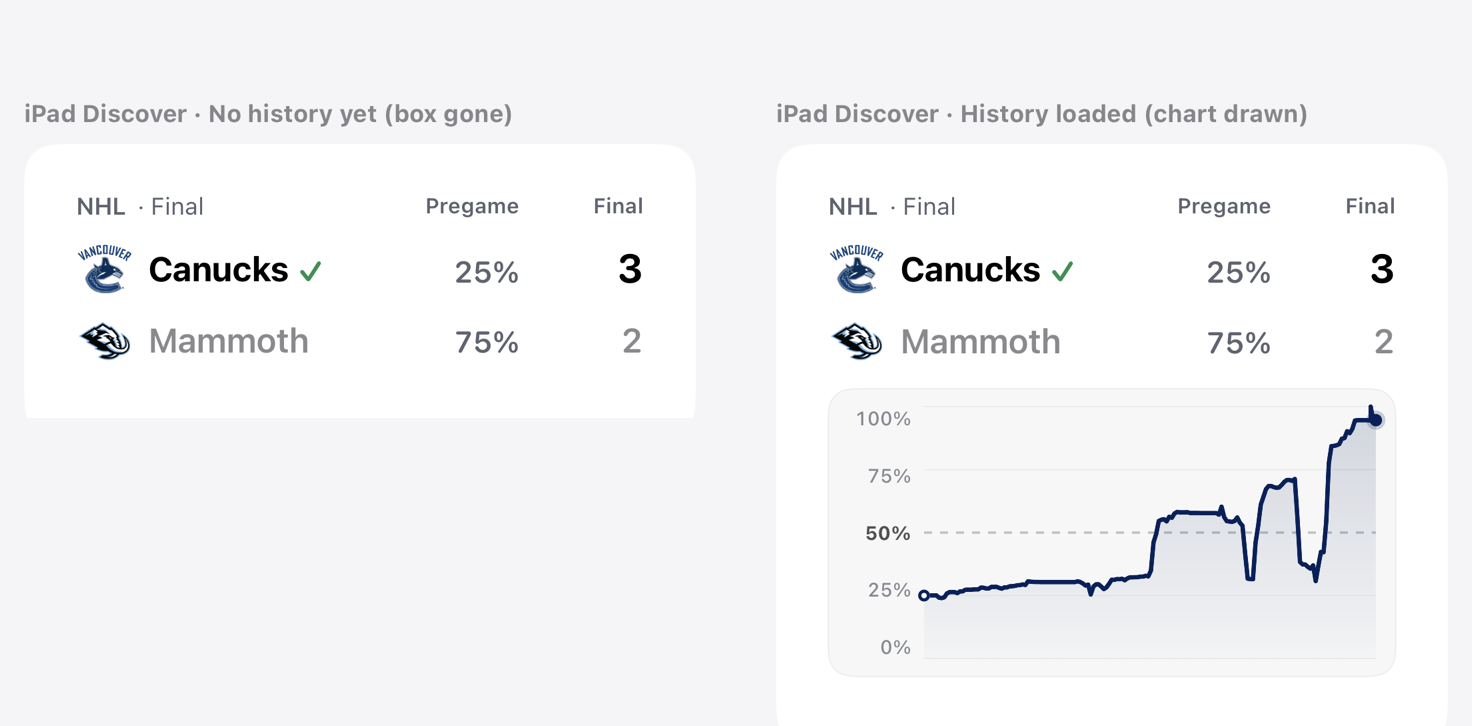 iPad Discover · No history yet (box gone)
NHL · Final Pregame Final
VANCOUVER
Canucks ✓ 25% 3
Mammoth 75% 2
iPad Discover · History loaded (chart drawn)
NHL · Final Pregame Final
VANCOUVER
Canucks ✓ 25% 3
Mammoth 75% 2
100%
75%
50%
25%
0%